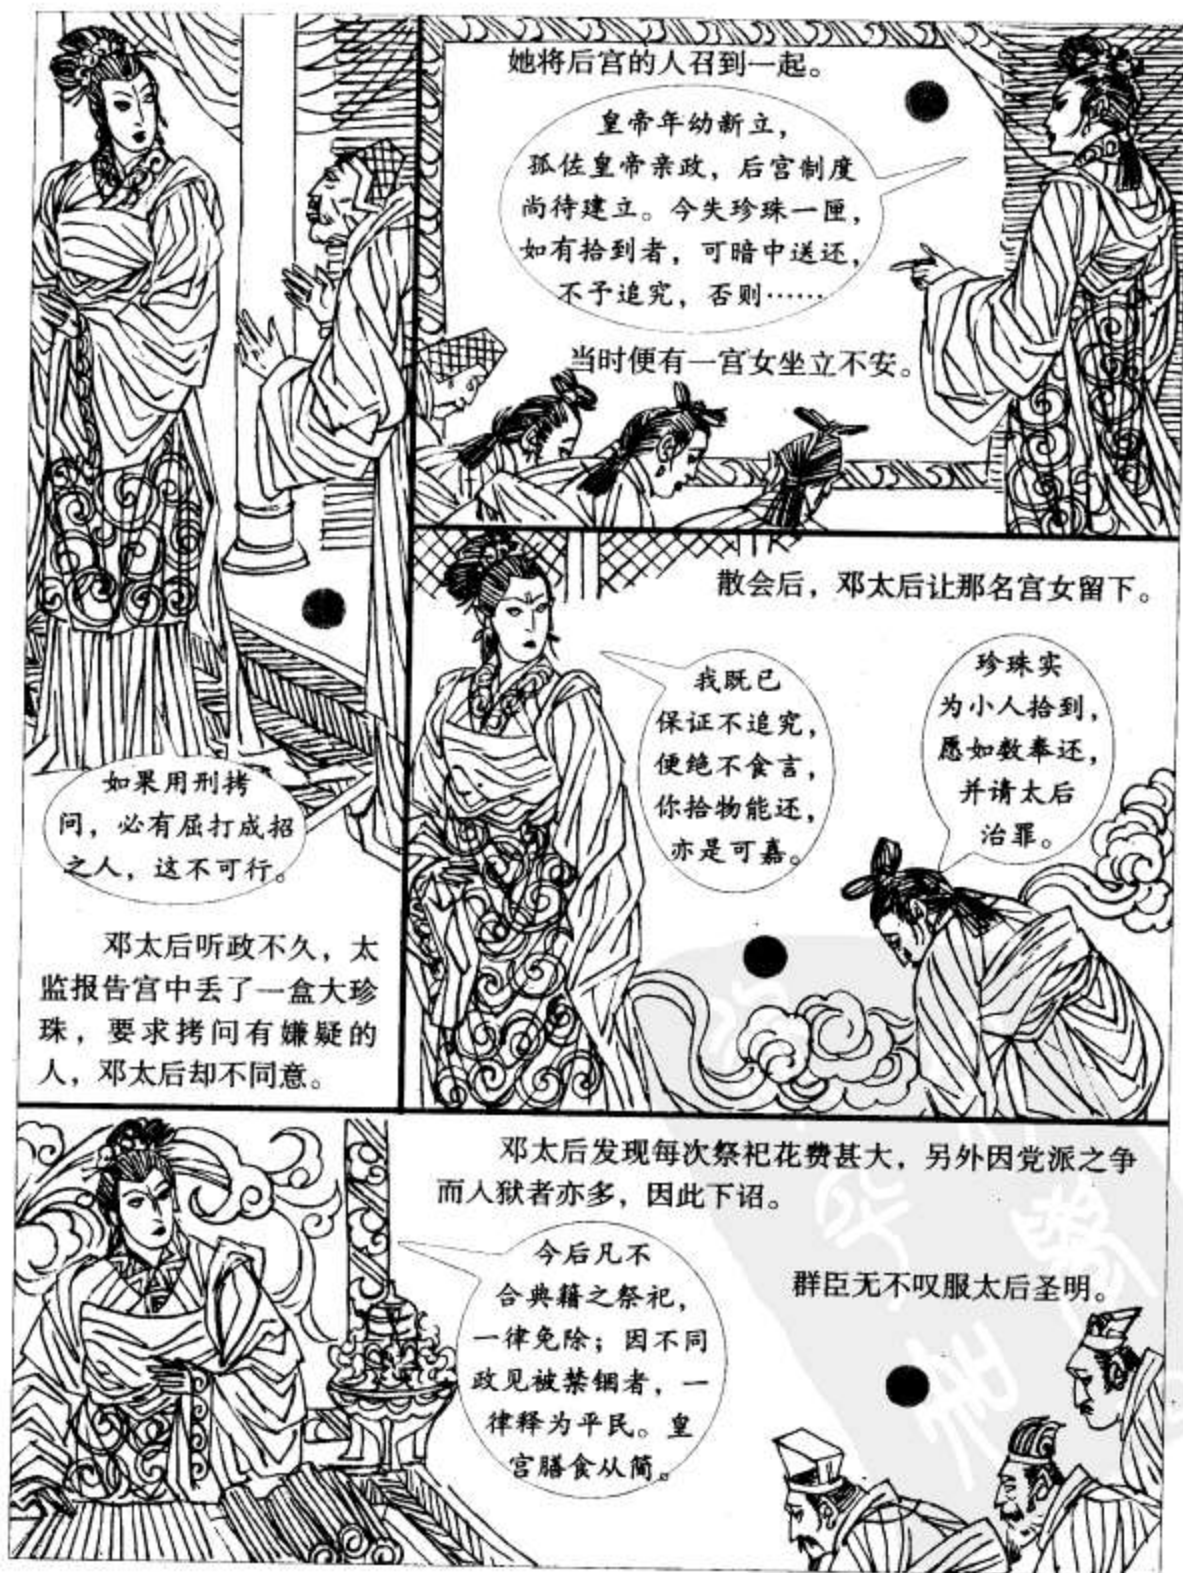 如果用刑拷
问，必有屈打成招
之人，这不可行。
邓太后听政不久，太
监报告宫中丢了一盒大珍
珠，要求拷问有嫌疑的
人，邓太后却不同意。
她将后宫的人召到一起。
皇帝年幼新立，
孤佐皇帝亲政，后宫制度
尚待建立。今失珍珠一匣，
如有拾到者，可暗中送还，
不予追究，否则……
当时便有一宫女坐立不安。
散会后，邓太后让那名宫女留下。
我既已
保证不追究，
便绝不食言，
你拾物能还，
亦是可嘉。
珍珠实
为小人拾到，
愿如数奉还，
并请太后
治罪。
邓太后发现每次祭祀花费甚大，另外因党派之争
而入狱者亦多，因此下诏。
今后凡不
合典籍之祭祀，
一律免除；因不同
政见被禁锢者，一
律释为平民。皇
宫膳食从简。
群臣无不叹服太后圣明。